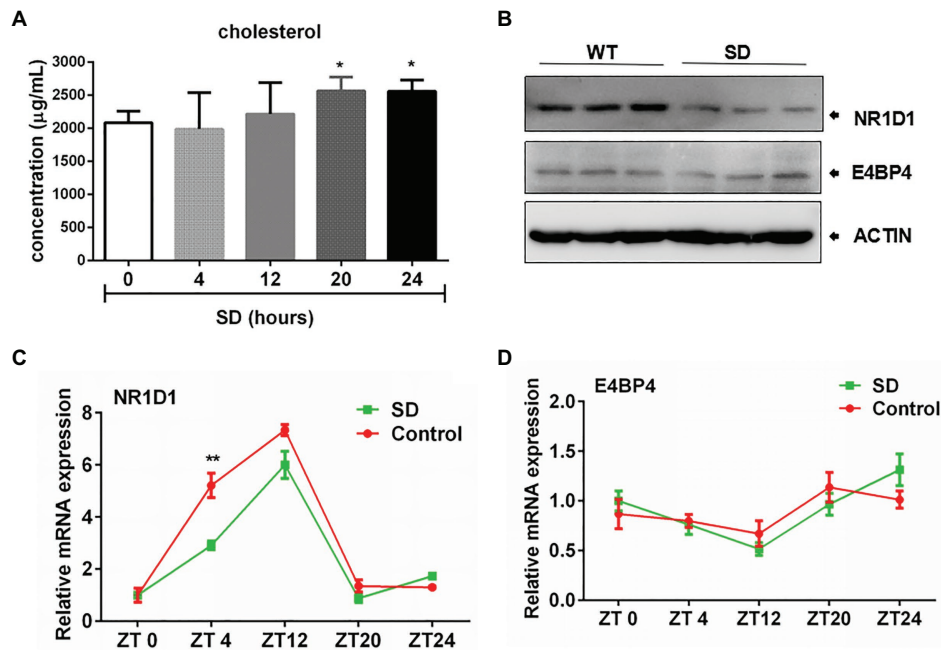 A
cholesterol
concentration (µg/mL)
3000
2500
2000
1500
1000
500
0
* *
0 4 12 20 24
SD (hours)
B
WT SD
NR1D1
E4BP4
ACTIN
C
NR1D1
SD
Control
Relative mRNA expression
8
6
4
2
0
**
ZT 0 ZT 4 ZT12 ZT20 ZT24
D
E4BP4
SD
Control
Relative mRNA expression
2.0
1.5
1.0
0.5
0.0
ZT 0 ZT 4 ZT12 ZT20 ZT24